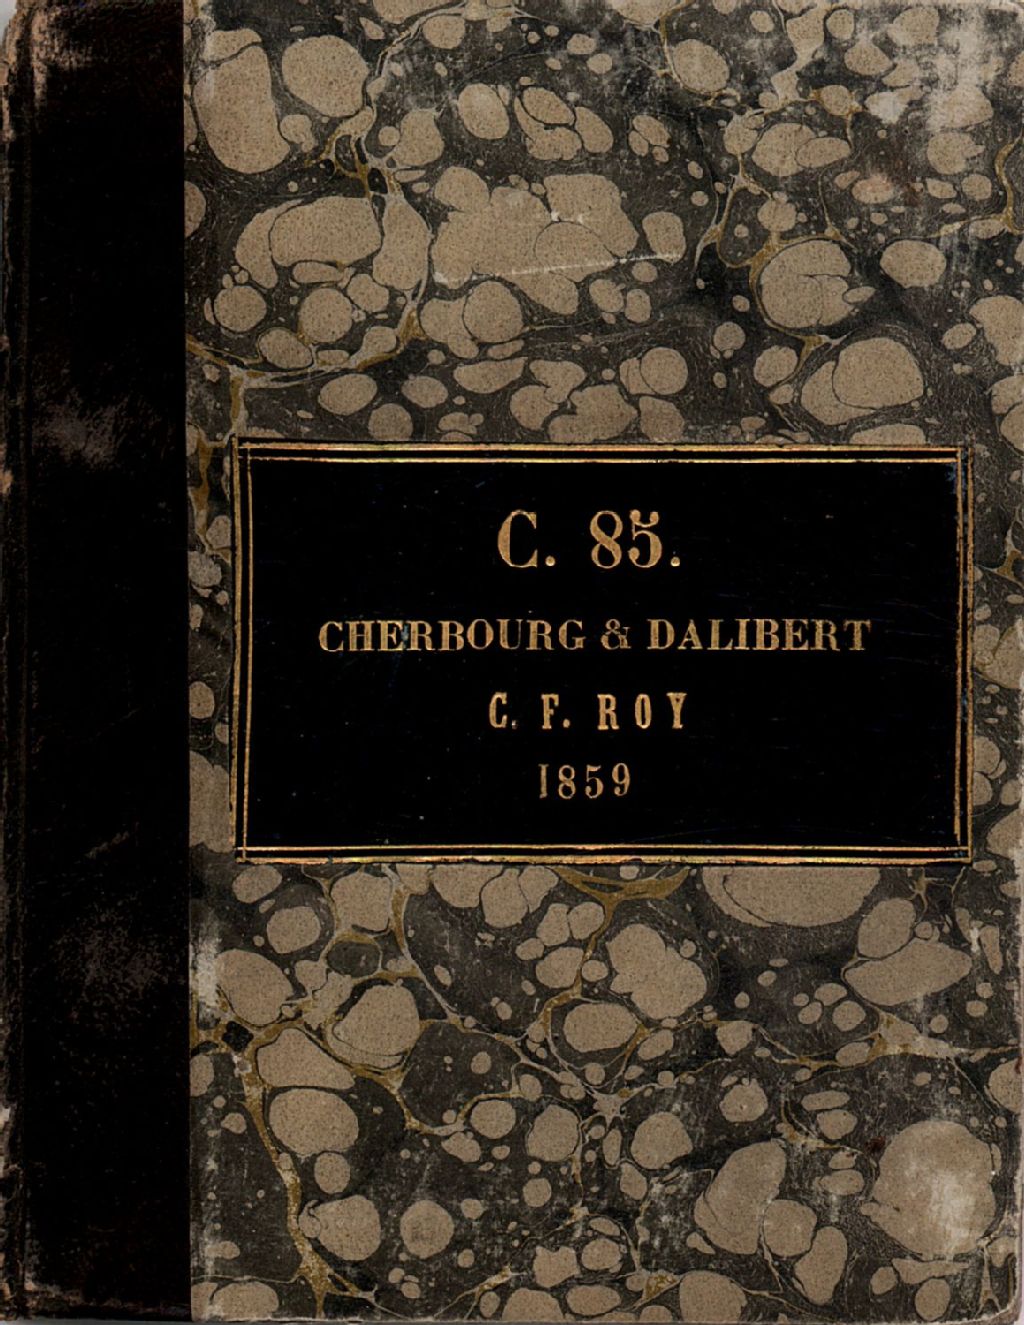 C. 85.
CHERBOURG & DALIBERT
C. F. ROY
1859